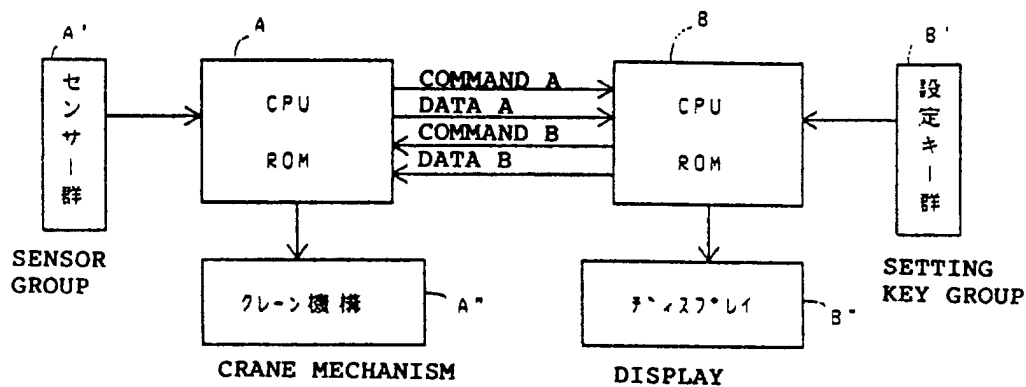 A'
A
B
B'
センサー群
CPU
ROM
COMMAND A
DATA A
COMMAND B
DATA B
CPU
ROM
設定キー群
SENSOR
GROUP
クレーン機構
A"
ディスプレイ
B"
SETTING
KEY GROUP
CRANE MECHANISM
DISPLAY